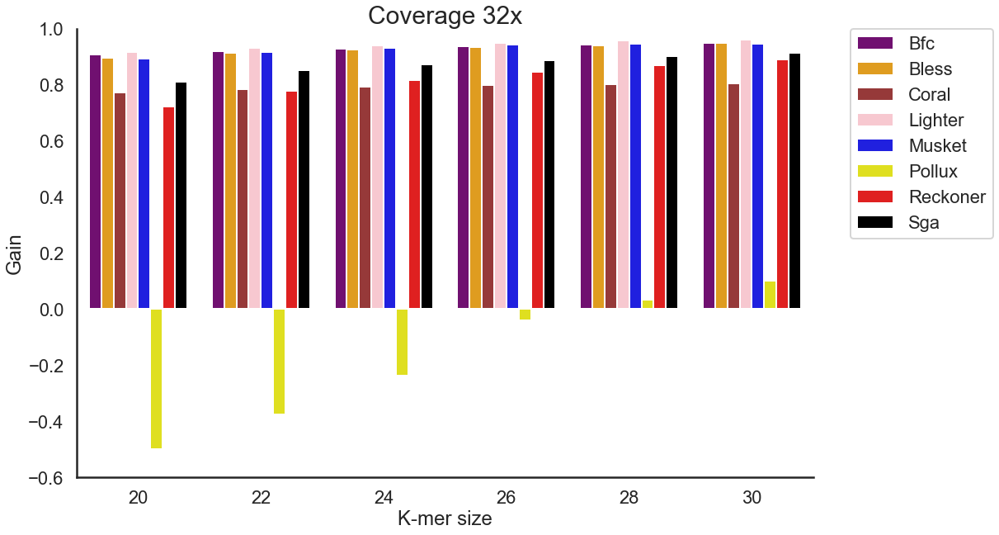 Coverage 32x
1.0
0.8
0.6
0.4
0.2
0.0
−0.2
−0.4
−0.6
Gain
20 22 24 26 28 30
K-mer size
Bfc
Bless
Coral
Lighter
Musket
Pollux
Reckoner
Sga